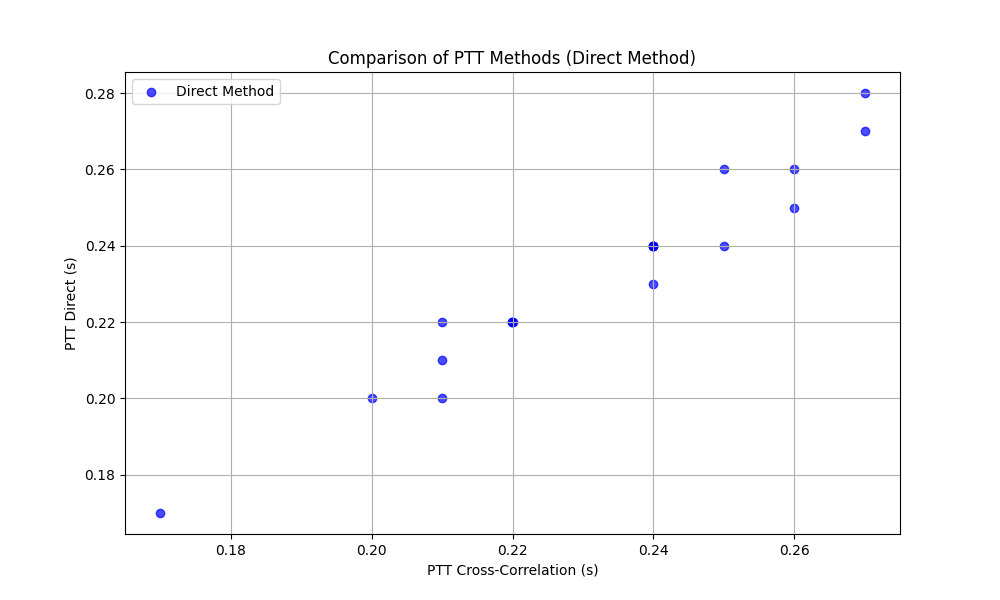 Comparison of PTT Methods (Direct Method)
Direct Method
0.28
0.26
0.24
0.22
0.20
0.18
PTT Direct (s)
0.18 0.20 0.22 0.24 0.26
PTT Cross-Correlation (s)